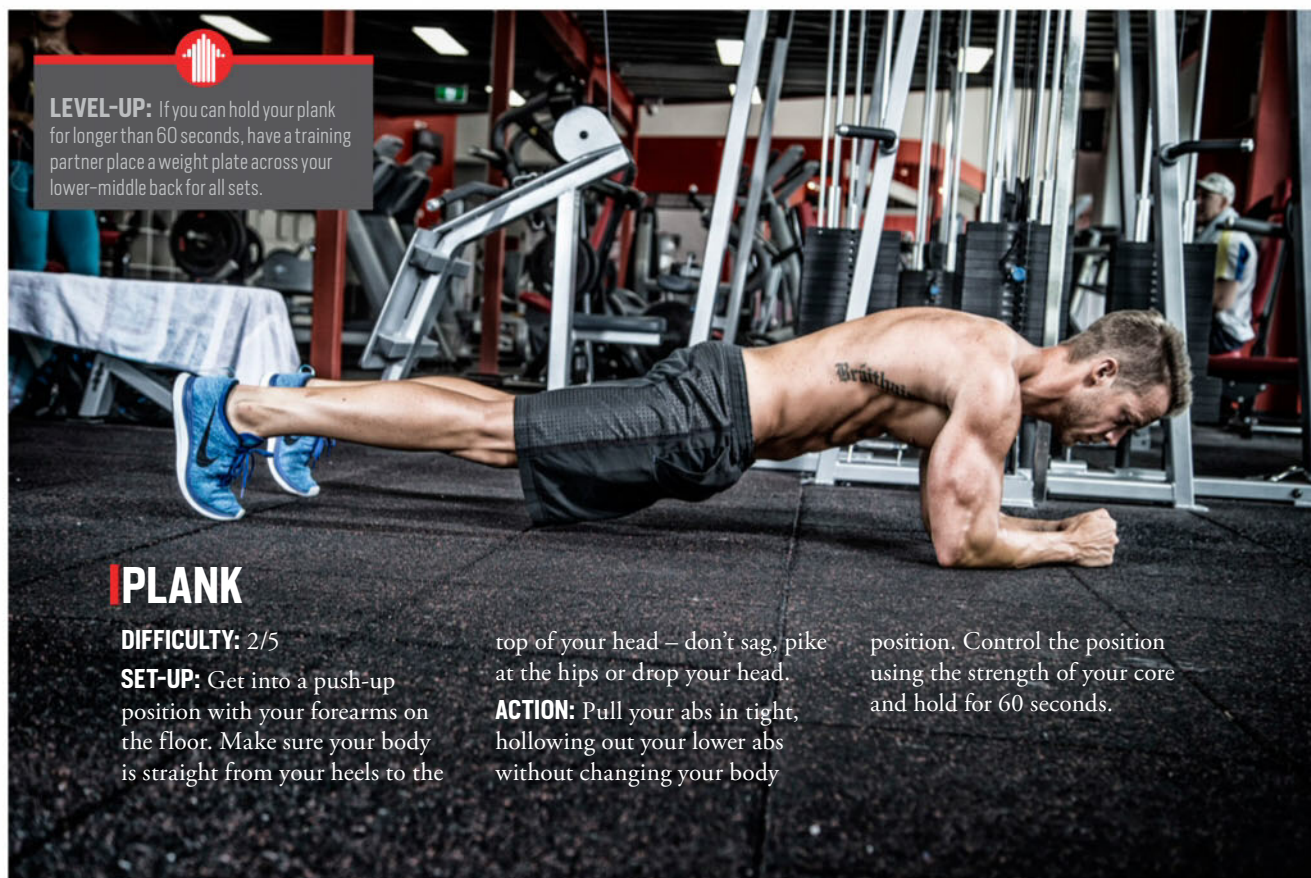 LEVEL-UP: If you can hold your plank
for longer than 60 seconds, have a training
partner place a weight plate across your
lower-middle back for all sets.
PLANK
DIFFICULTY: 2/5
SET-UP: Get into a push-up
position with your forearms on
the floor. Make sure your body
is straight from your heels to the
top of your head – don’t sag, pike
at the hips or drop your head.
ACTION: Pull your abs in tight,
hollowing out your lower abs
without changing your body
position. Control the position
using the strength of your core
and hold for 60 seconds.